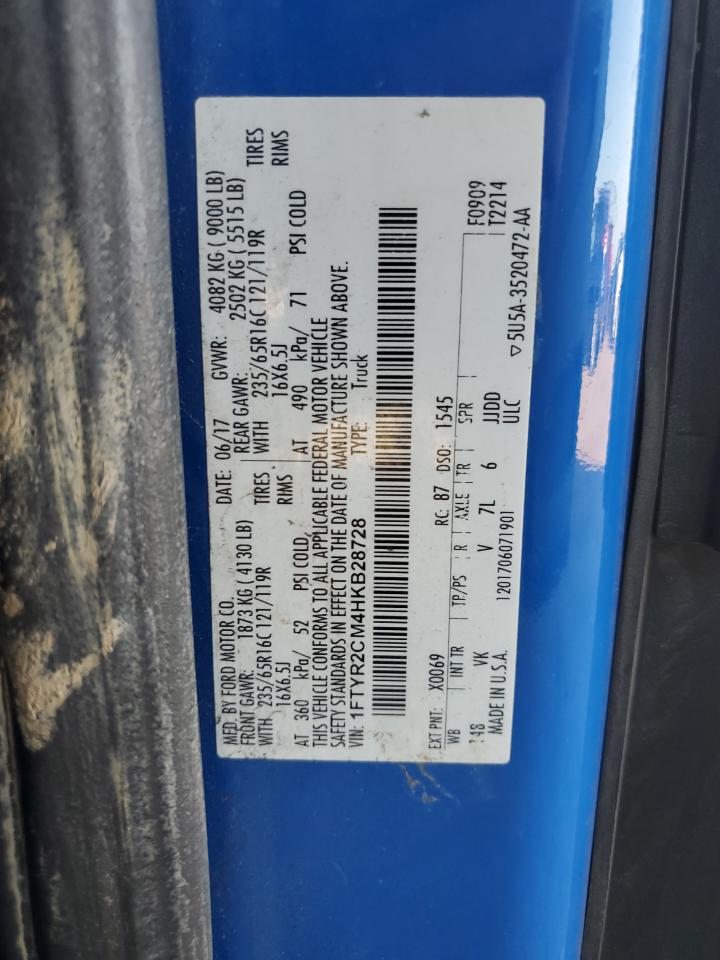 MFD. BY FORD MOTOR CO. DATE: 06/17 GVWR: 4082 KG ( 9000 LB)
FRONT GAWR: 1873 KG ( 4130 LB) REAR GAWR: 2502 KG ( 5515 LB)
WITH 235/65R16C 121/119R TIRES WITH 235/65R16C 121/119R TIRES
16X6.5J RIMS 16X6.5J RIMS
AT 360 kPa/ 52 PSI COLD AT 490 kPa/ 71 PSI COLD
THIS VEHICLE CONFORMS TO ALL APPLICABLE FEDERAL MOTOR VEHICLE
SAFETY STANDARDS IN EFFECT ON THE DATE OF MANUFACTURE SHOWN ABOVE.
VIN: 1FTYR2CM4HKB28728 TYPE: Truck
EXT PNT: X0069 RC: B7 DSO: 1545
WB INT TR TP/PS R AXLE TR SPR F0909
148 VK V 7L 6 JJDD T2214
MADE IN U.S.A. 1201706071901 ULC
▽5U5A-3520472-AA